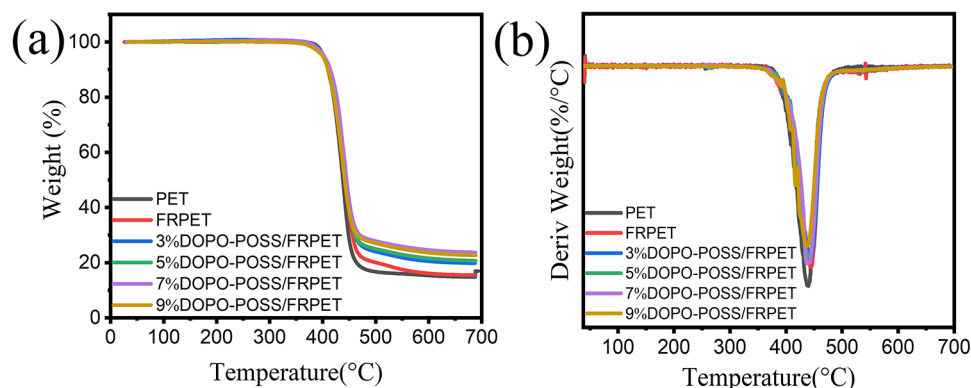 (a)
100
80
60
40
20
0
Weight (%)
PET
FRPET
3%DOPO-POSS/FRPET
5%DOPO-POSS/FRPET
7%DOPO-POSS/FRPET
9%DOPO-POSS/FRPET
0 100 200 300 400 500 600 700
Temperature(°C)
(b)
Deriv Weight(%/°C)
PET
FRPET
3%DOPO-POSS/FRPET
5%DOPO-POSS/FRPET
7%DOPO-POSS/FRPET
9%DOPO-POSS/FRPET
100 200 300 400 500 600 700
Temperature(°C)